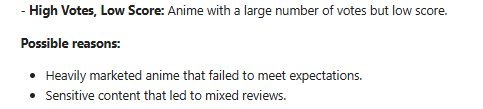 - High Votes, Low Score: Anime with a large number of votes but low score.
Possible reasons:
• Heavily marketed anime that failed to meet expectations.
• Sensitive content that led to mixed reviews.